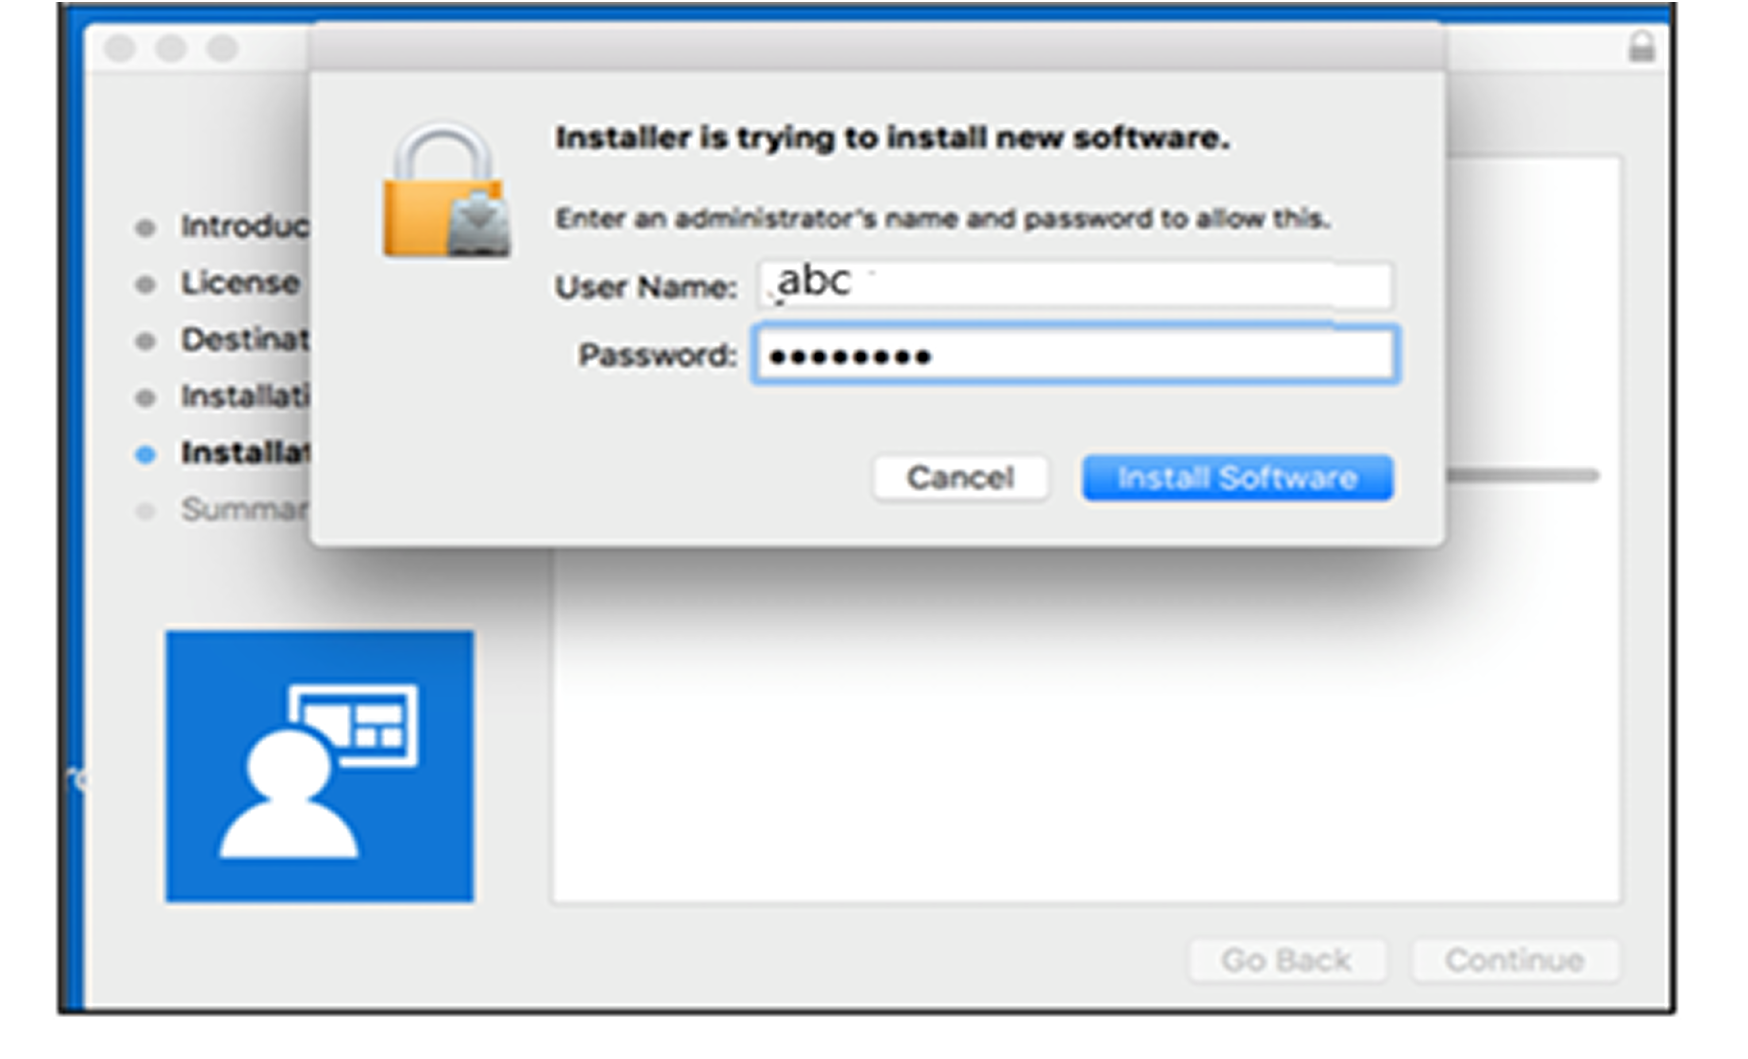 Installer is trying to install new software.
Enter an administrator's name and password to allow this.
User Name: abc
Password: ••••••••
Cancel Install Software
Introduc
License
Destinat
Installati
Installat
Summar
Go Back Continue